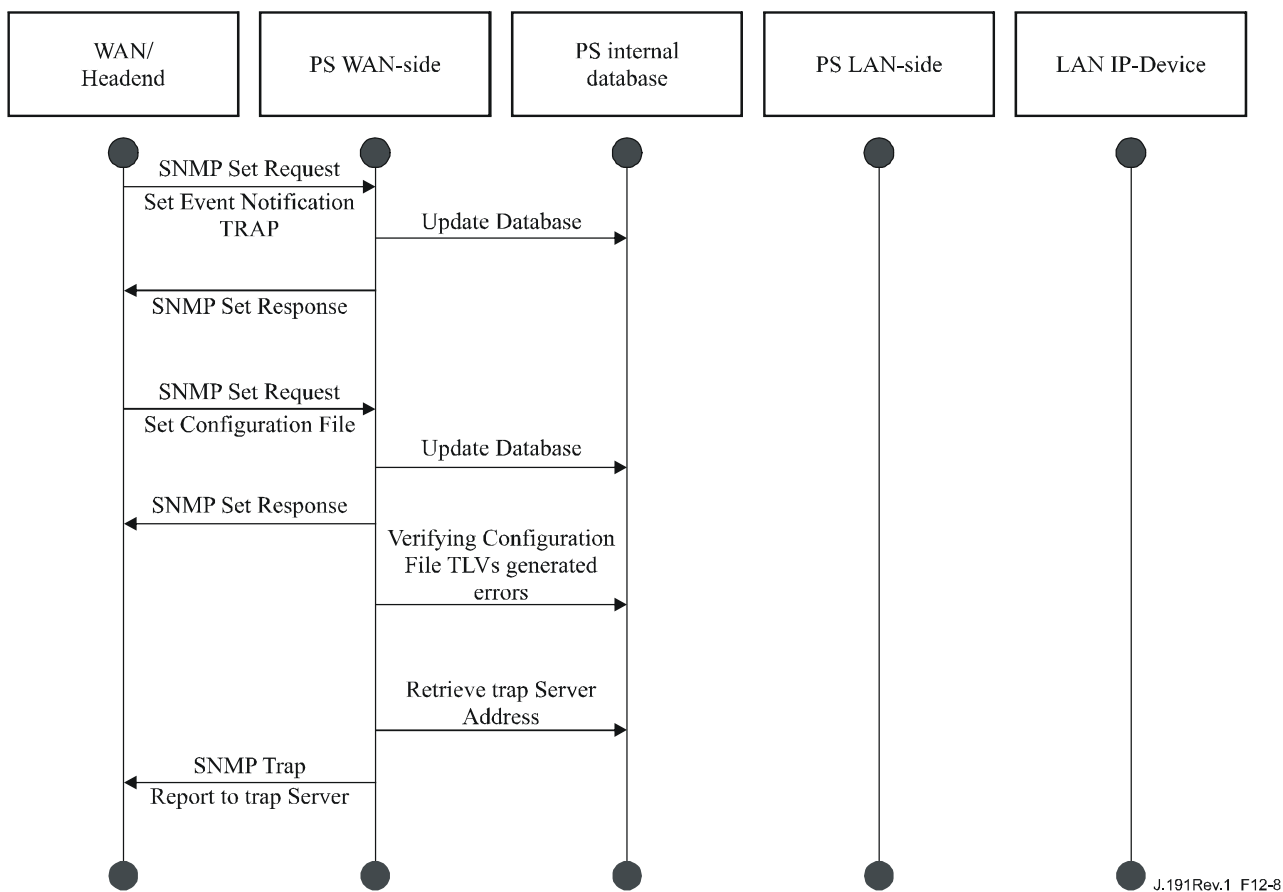 WAN/
Headend
PS WAN-side
PS internal
database
PS LAN-side
LAN IP-Device
SNMP Set Request
Set Event Notification
TRAP
Update Database
SNMP Set Response
SNMP Set Request
Set Configuration File
Update Database
SNMP Set Response
Verifying Configuration
File TLVs generated
errors
Retrieve trap Server
Address
SNMP Trap
Report to trap Server
J.191Rev.1_F12-8